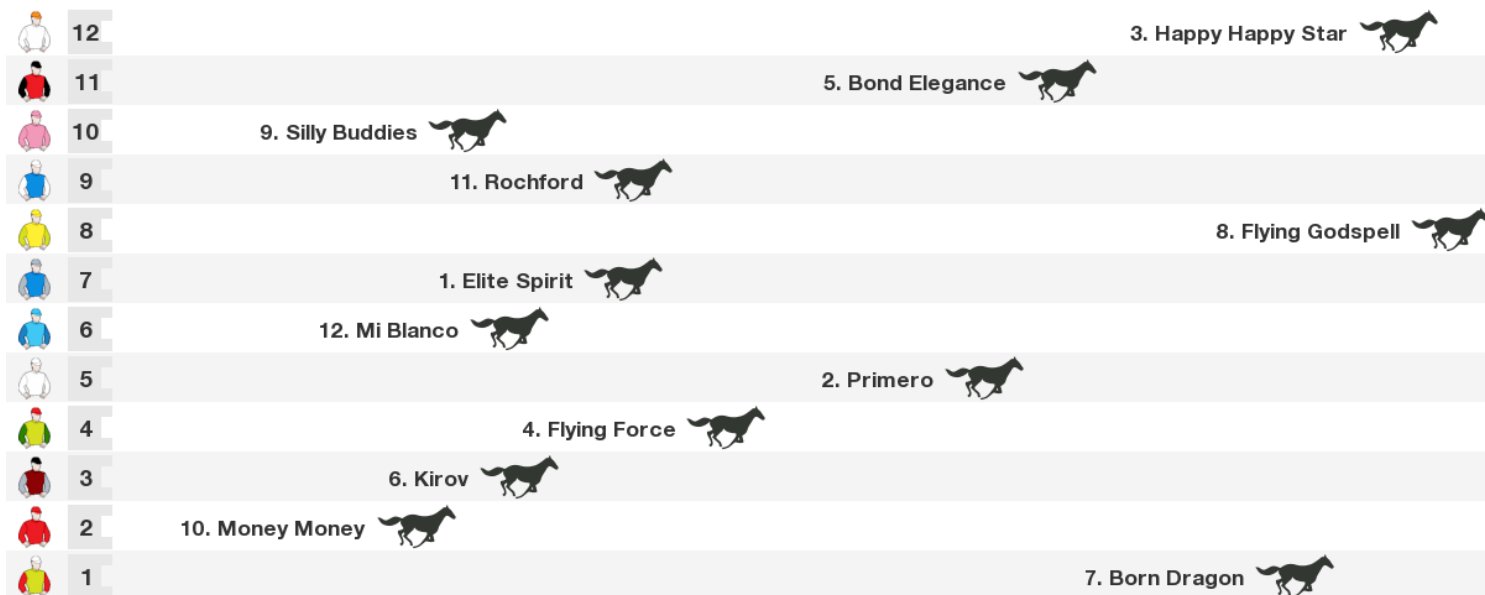 12 3. Happy Happy Star
11 5. Bond Elegance
10 9. Silly Buddies
9 11. Rochford
8 8. Flying Godspell
7 1. Elite Spirit
6 12. Mi Blanco
5 2. Primero
4 4. Flying Force
3 6. Kirov
2 10. Money Money
1 7. Born Dragon